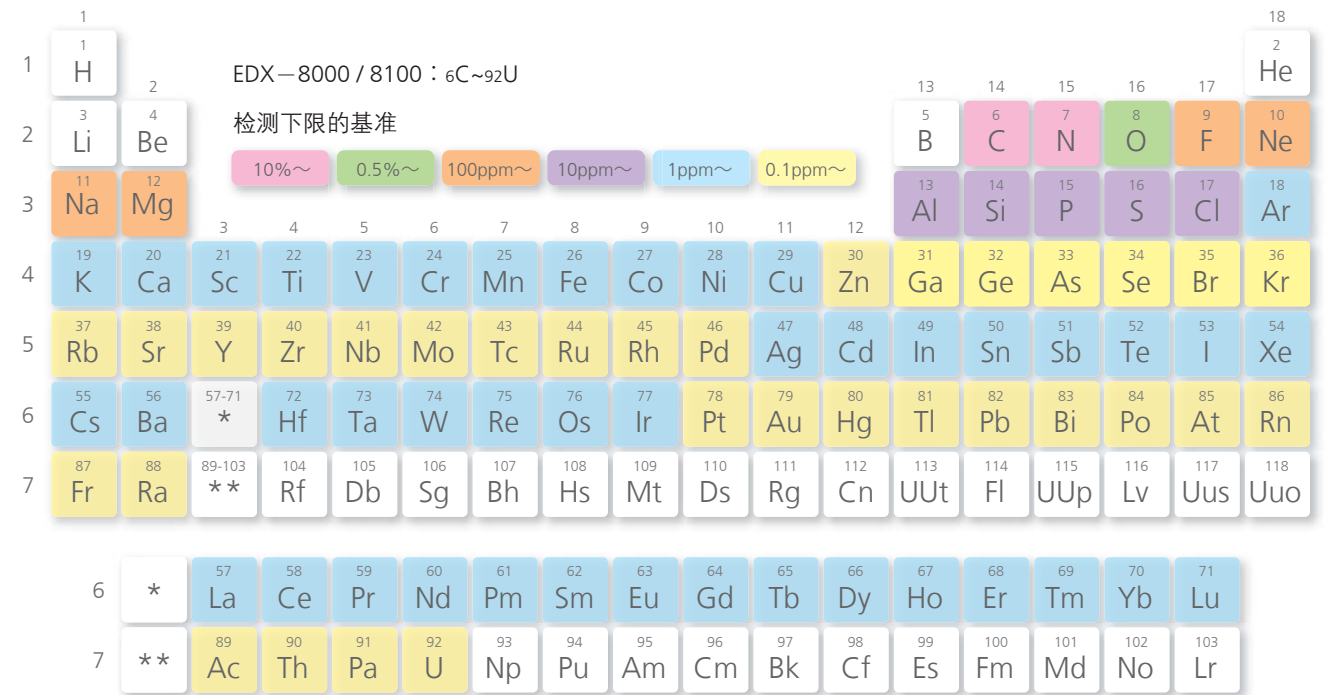 1 18
1 1 H EDX－8000 / 8100：₆C~₉₂U 2 He
2 13 14 15 16 17
检测下限的基准
2 3 Li 4 Be 5 B 6 C 7 N 8 O 9 F 10 Ne
10%～ 0.5%～ 100ppm～ 10ppm～ 1ppm～ 0.1ppm～
3 11 Na 12 Mg 13 Al 14 Si 15 P 16 S 17 Cl 18 Ar
3 4 5 6 7 8 9 10 11 12
4 19 K 20 Ca 21 Sc 22 Ti 23 V 24 Cr 25 Mn 26 Fe 27 Co 28 Ni 29 Cu 30 Zn 31 Ga 32 Ge 33 As 34 Se 35 Br 36 Kr
5 37 Rb 38 Sr 39 Y 40 Zr 41 Nb 42 Mo 43 Tc 44 Ru 45 Rh 46 Pd 47 Ag 48 Cd 49 In 50 Sn 51 Sb 52 Te 53 I 54 Xe
6 55 Cs 56 Ba 57-71 * 72 Hf 73 Ta 74 W 75 Re 76 Os 77 Ir 78 Pt 79 Au 80 Hg 81 Tl 82 Pb 83 Bi 84 Po 85 At 86 Rn
7 87 Fr 88 Ra 89-103 ** 104 Rf 105 Db 106 Sg 107 Bh 108 Hs 109 Mt 110 Ds 111 Rg 112 Cn 113 UUt 114 Fl 115 UUp 116 Lv 117 Uus 118 Uuo
6 * 57 La 58 Ce 59 Pr 60 Nd 61 Pm 62 Sm 63 Eu 64 Gd 65 Tb 66 Dy 67 Ho 68 Er 69 Tm 70 Yb 71 Lu
7 ** 89 Ac 90 Th 91 Pa 92 U 93 Np 94 Pu 95 Am 96 Cm 97 Bk 98 Cf 99 Es 100 Fm 101 Md 102 No 103 Lr